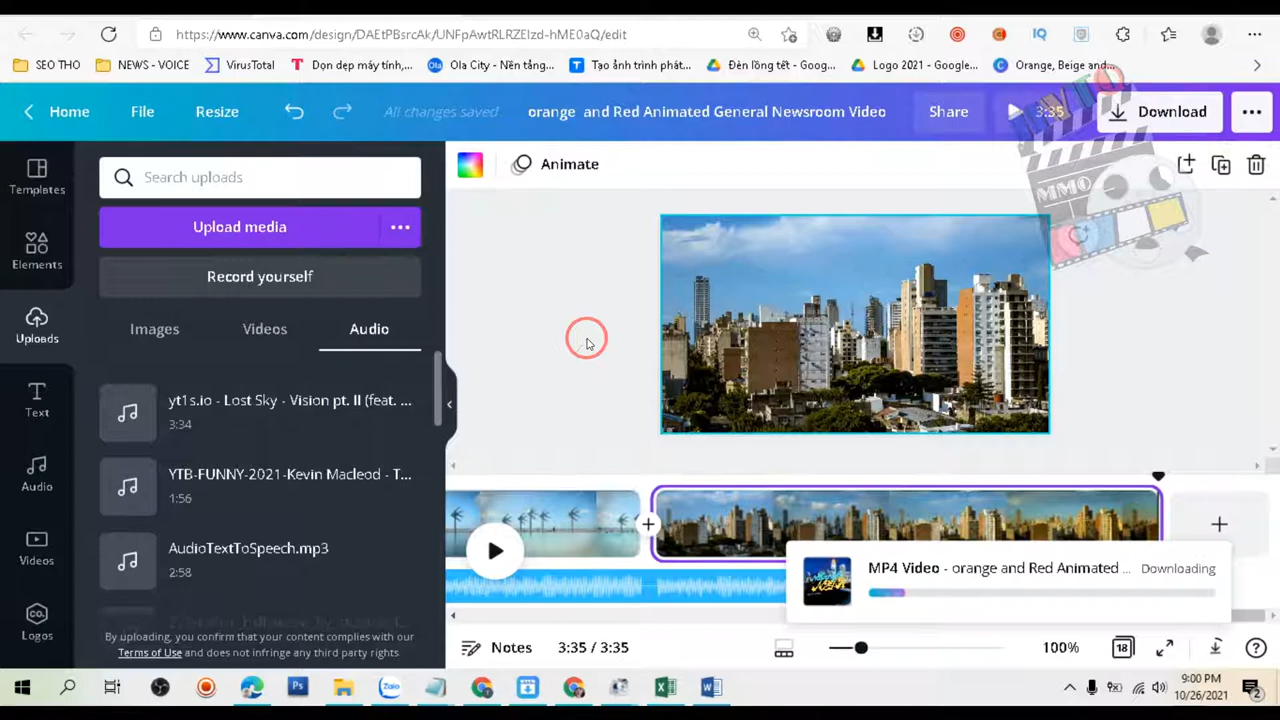 https://www.canva.com/design/DAEtPBsrcAk/UNFpAwtRLRZEIzd-hME0aQ/edit
SEO THO
NEWS - VOICE
VirusTotal
Dọn dẹp máy tính,...
Ola City - Nền tảng...
Tạo ảnh trình phát...
Đèn lồng tết - Goog...
Logo 2021 - Google...
Orange, Beige and...
Home
File
Resize
All changes saved
orange and Red Animated General Newsroom Video
Share
3:35
Download
Templates
Elements
Uploads
Text
Audio
Videos
Logos
Search uploads
Upload media
Record yourself
Images
Videos
Audio
yt1s.io - Lost Sky - Vision pt. II (feat. ...
3:34
YTB-FUNNY-2021-Kevin Macleod - T...
1:56
AudioTextToSpeech.mp3
2:58
By uploading, you confirm that your content complies with our
Terms of Use and does not infringe any third party rights.
Animate
MMO
MP4 Video - orange and Red Animated ...
Downloading
Notes
3:35 / 3:35
100%
18
9:00 PM
10/26/2021
2